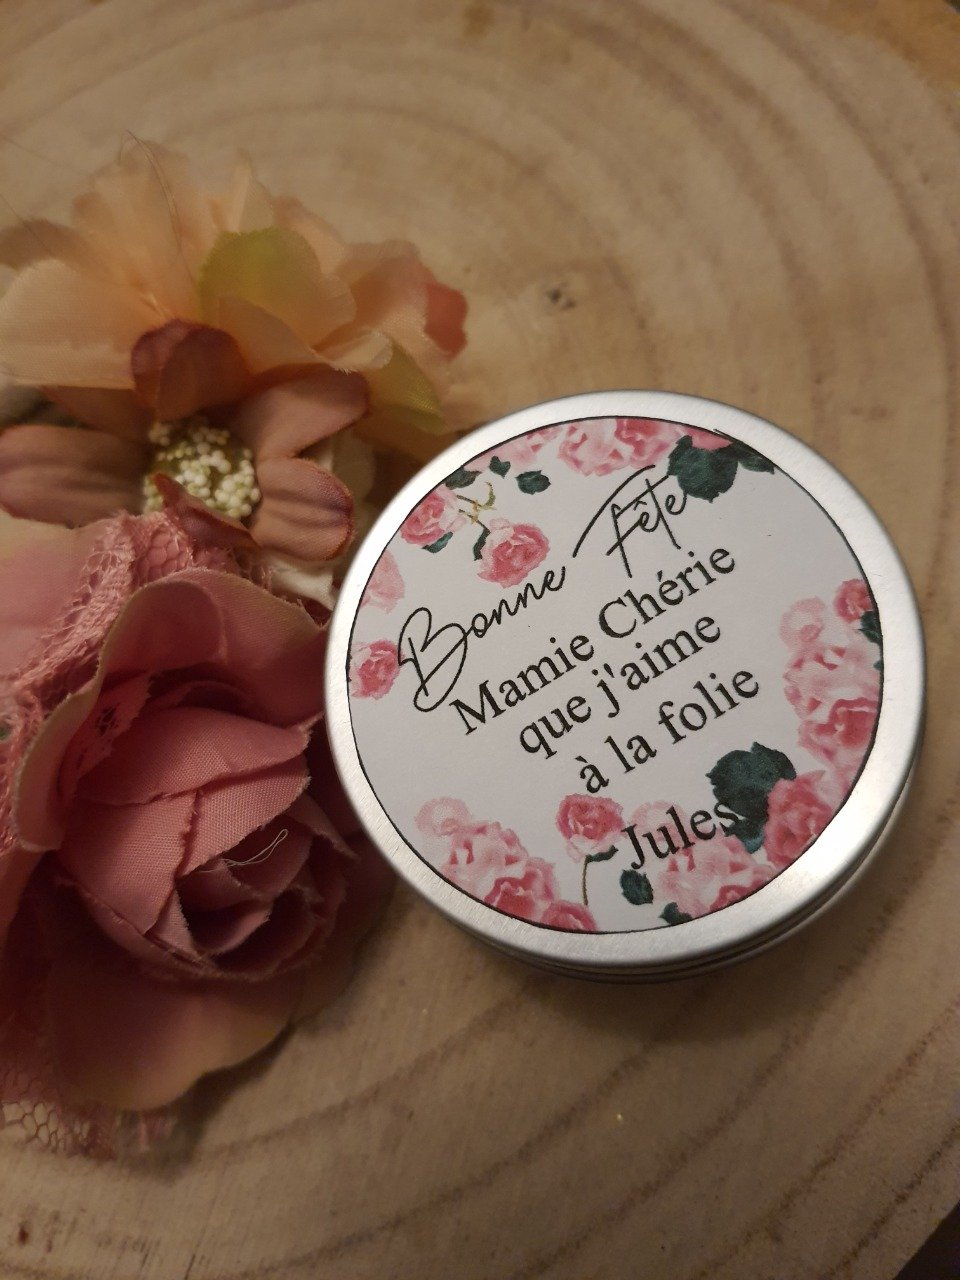 Bonne Fête
Mamie Chérie
que j'aime
à la folie
Jules